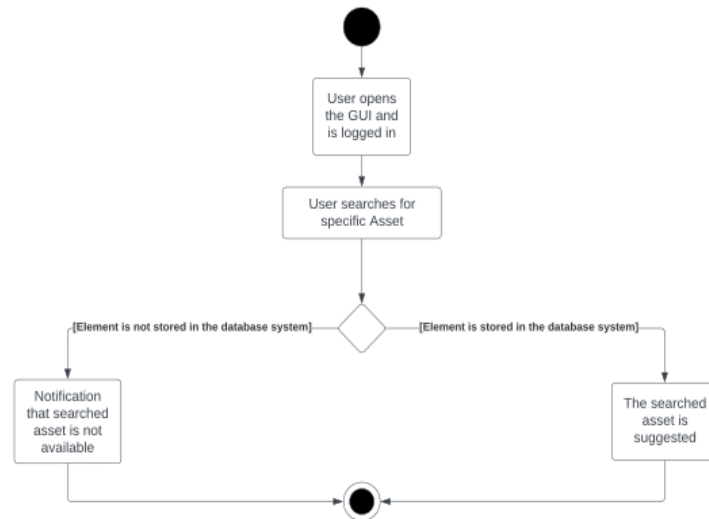 User opens
the GUI and
is logged in
User searches for
specific Asset
[Element is not stored in the database system]
[Element is stored in the database system]
Notification
that searched
asset is not
available
The searched
asset is
suggested